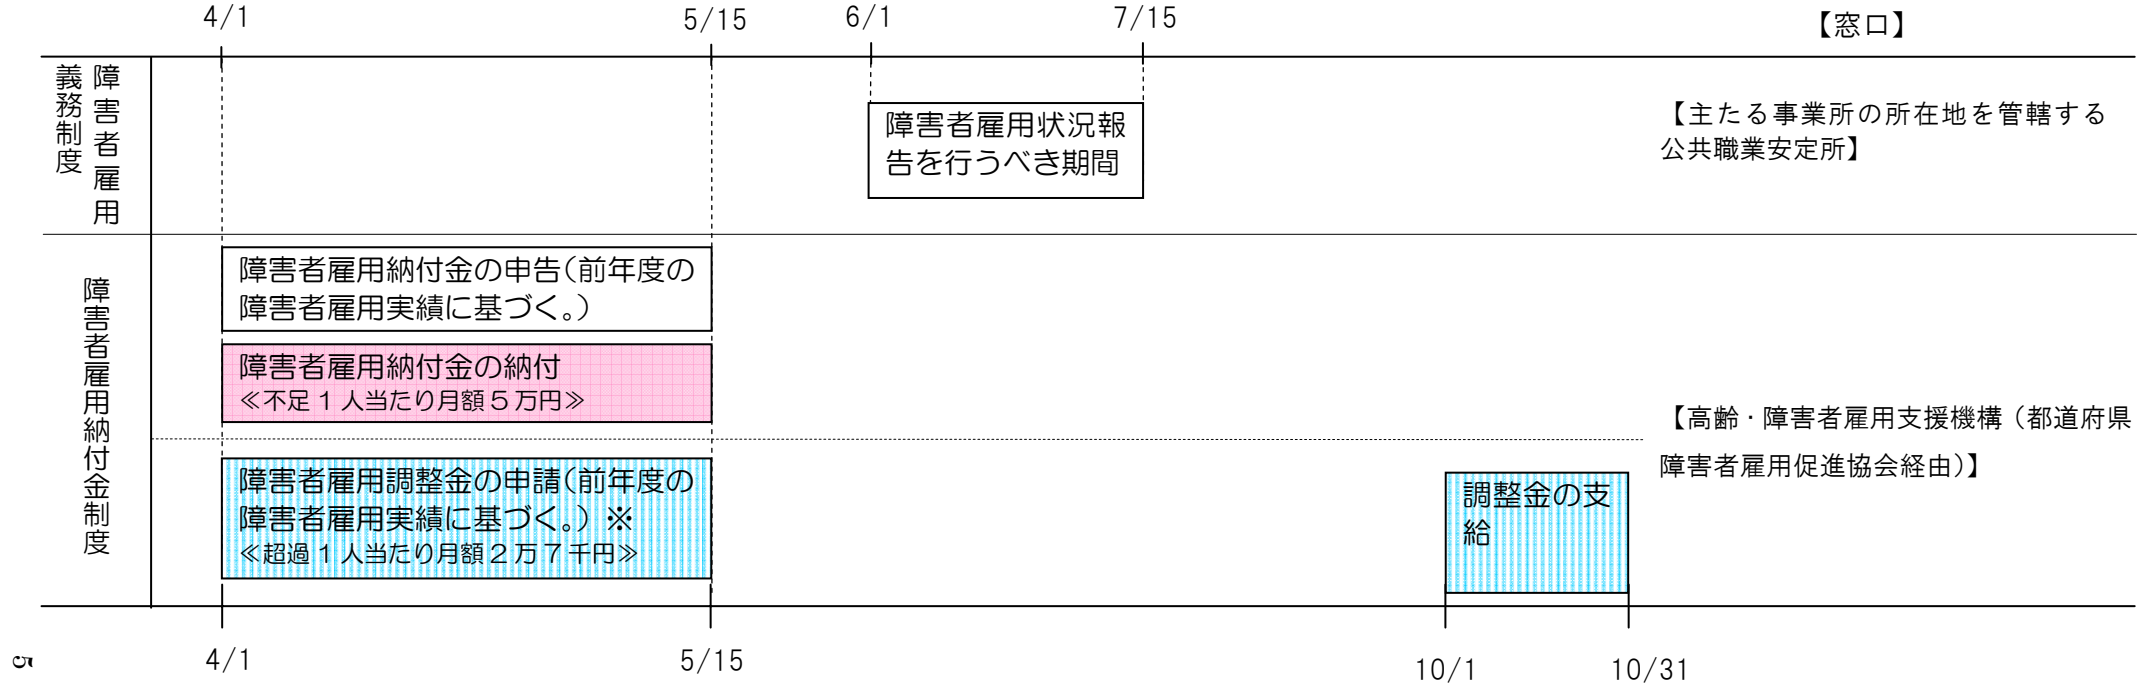 4/1
5/15
6/1
7/15
【窓口】
障害者雇用
義務制度
障害者雇用状況報
告を行うべき期間
【主たる事業所の所在地を管轄する
公共職業安定所】
障害者雇用納付金制度
障害者雇用納付金の申告（前年度の
障害者雇用実績に基づく。）
障害者雇用納付金の納付
≪不足１人当たり月額５万円≫
障害者雇用調整金の申請（前年度の
障害者雇用実績に基づく。）※
≪超過１人当たり月額２万７千円≫
調整金の支
給
【高齢・障害者雇用支援機構（都道府県
障害者雇用促進協会経由）】
4/1
5/15
10/1
10/31
5